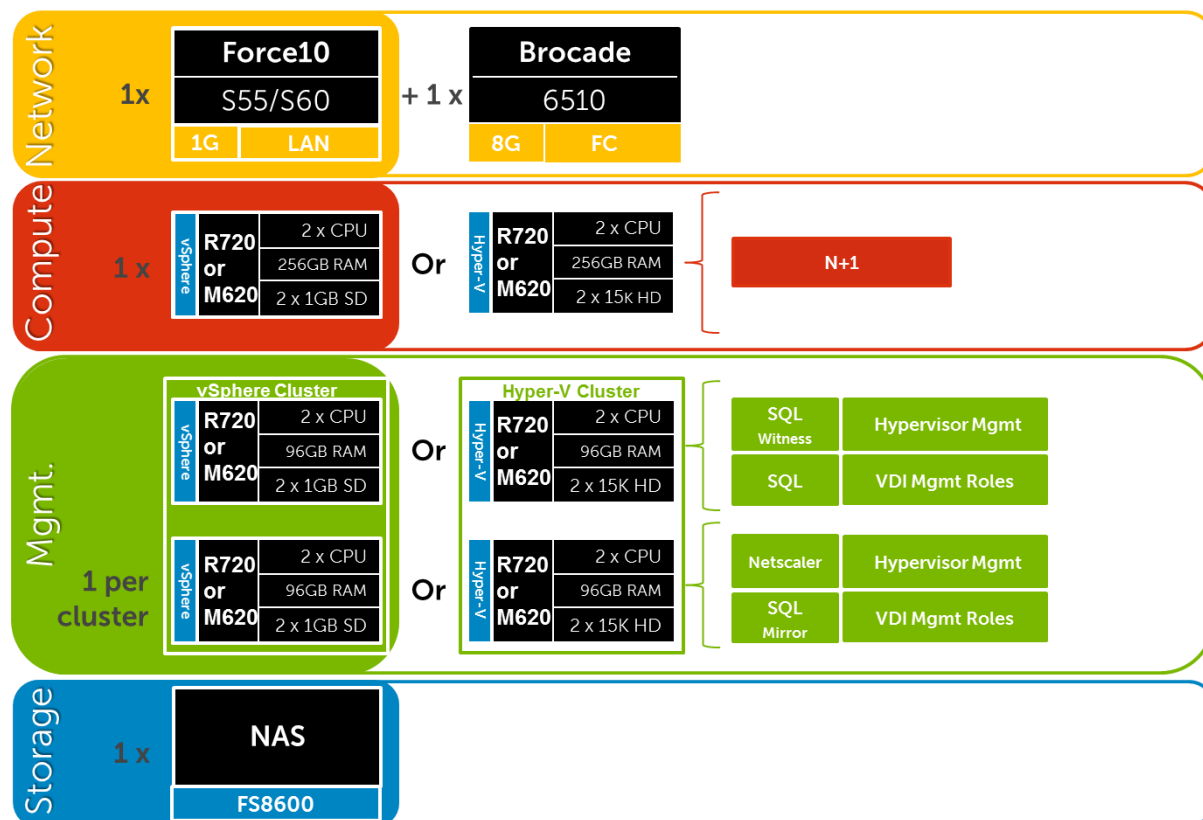 Network
1x
Force10
S55/S60
1G LAN
+ 1 x
Brocade
6510
8G FC
Compute
1 x
vSphere
R720
or
M620
2 x CPU
256GB RAM
2 x 1GB SD
Or
Hyper-V
R720
or
M620
2 x CPU
256GB RAM
2 x 15K HD
N+1
Mgmt.
1 per
cluster
vSphere Cluster
vSphere
R720
or
M620
2 x CPU
96GB RAM
2 x 1GB SD
Or
Hyper-V Cluster
Hyper-V
R720
or
M620
2 x CPU
96GB RAM
2 x 15K HD
SQL
Witness
Hypervisor Mgmt
SQL
VDI Mgmt Roles
vSphere
R720
or
M620
2 x CPU
96GB RAM
2 x 1GB SD
Or
Hyper-V
R720
or
M620
2 x CPU
96GB RAM
2 x 15K HD
Netscaler
Hypervisor Mgmt
SQL
Mirror
VDI Mgmt Roles
Storage
1 x
NAS
FS8600